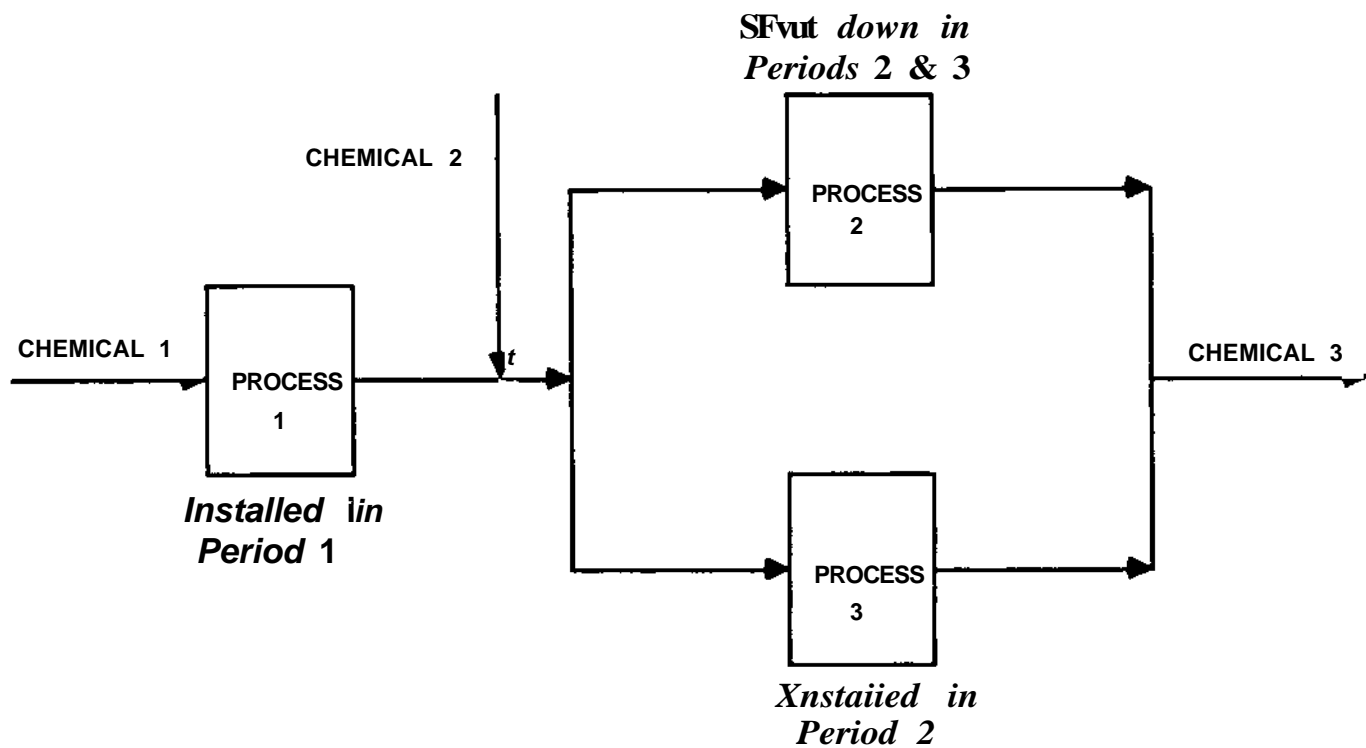 SFvut down in
Periods 2 & 3
CHEMICAL 2
PROCESS
2
CHEMICAL 1
t
CHEMICAL 3
PROCESS
1
Installed lin
Period 1
PROCESS
3
Xnstaiied in
Period 2